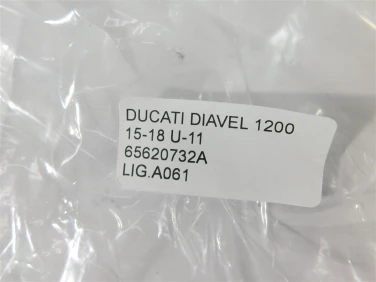 DUCATI DIAVEL 1200
15-18 U-11
65620732A
LIG.A061